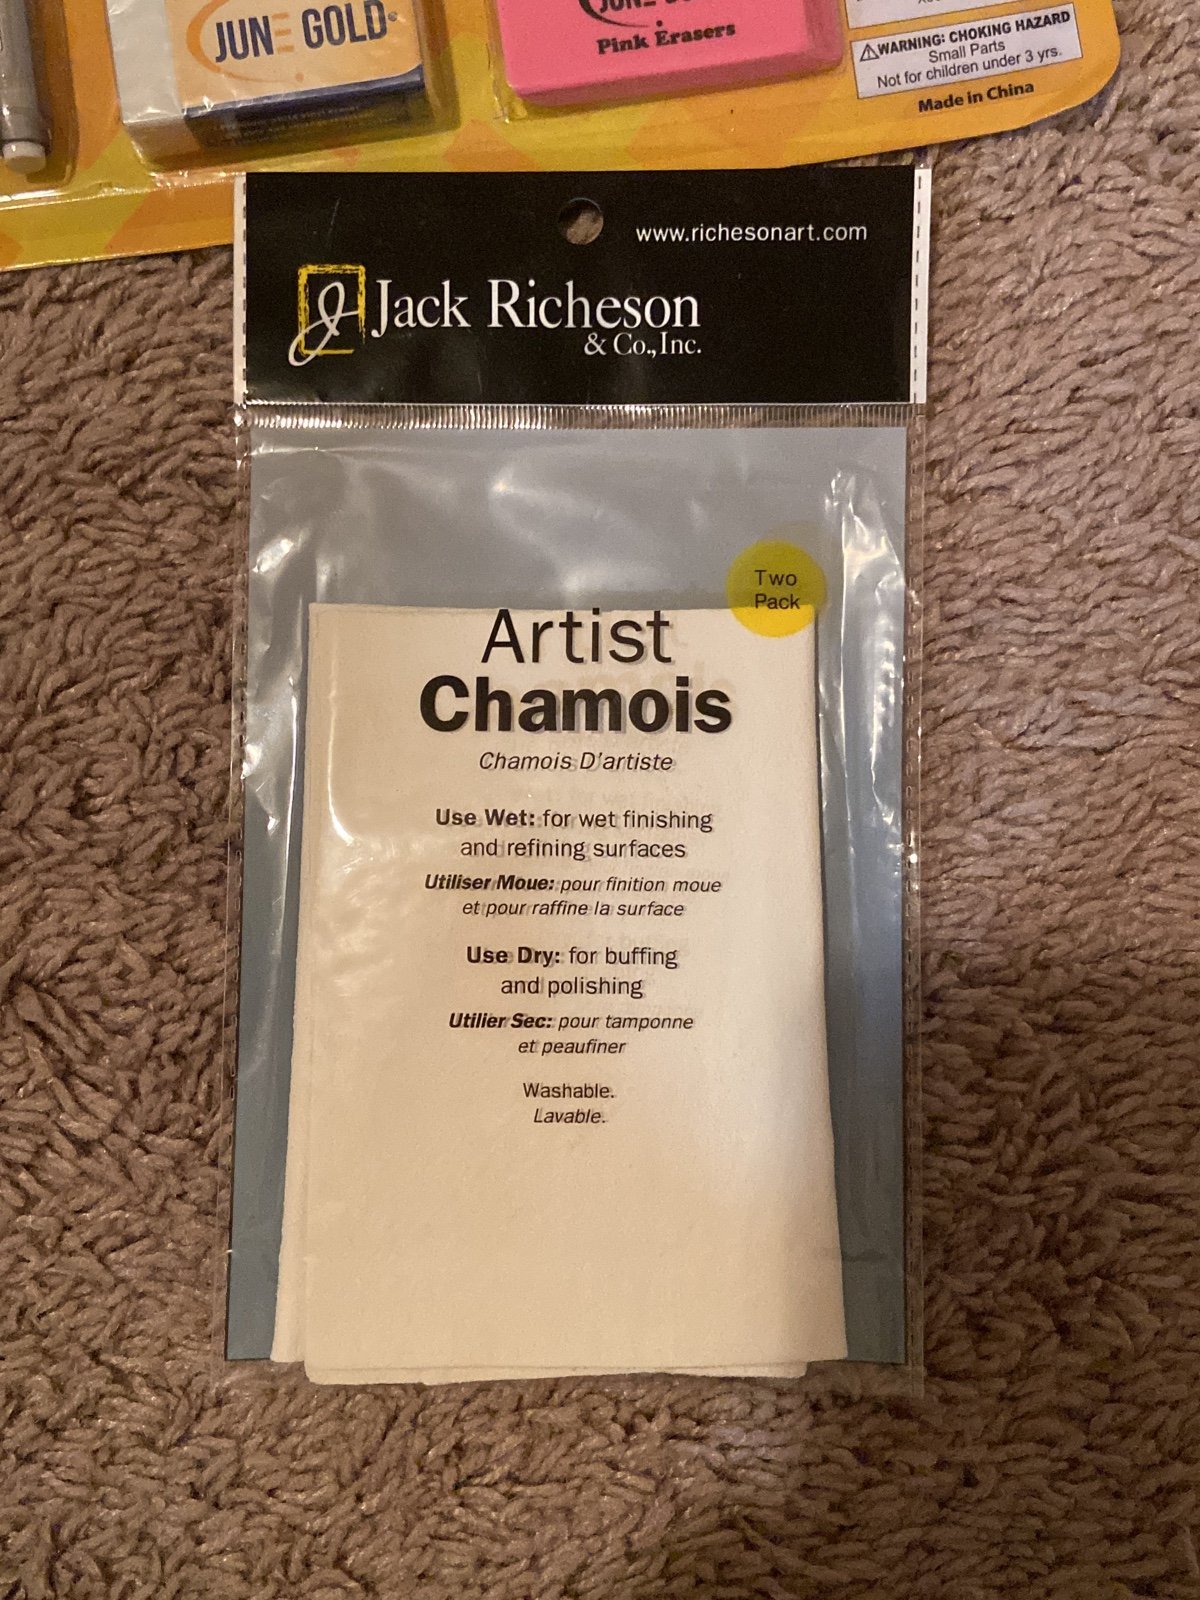 JUNE GOLD
Pink Erasers
WARNING: CHOKING HAZARD
Small Parts
Not for children under 3 yrs.
Made in China
www.richesonart.com
Jack Richeson
& Co., Inc.
Two
Pack
Artist
Chamois
Chamois D'artiste
Use Wet: for wet finishing
and refining surfaces
Utiliser Moue: pour finition moue
et pour raffine la surface
Use Dry: for buffing
and polishing
Utilier Sec: pour tamponne
et peaufiner
Washable.
Lavable.